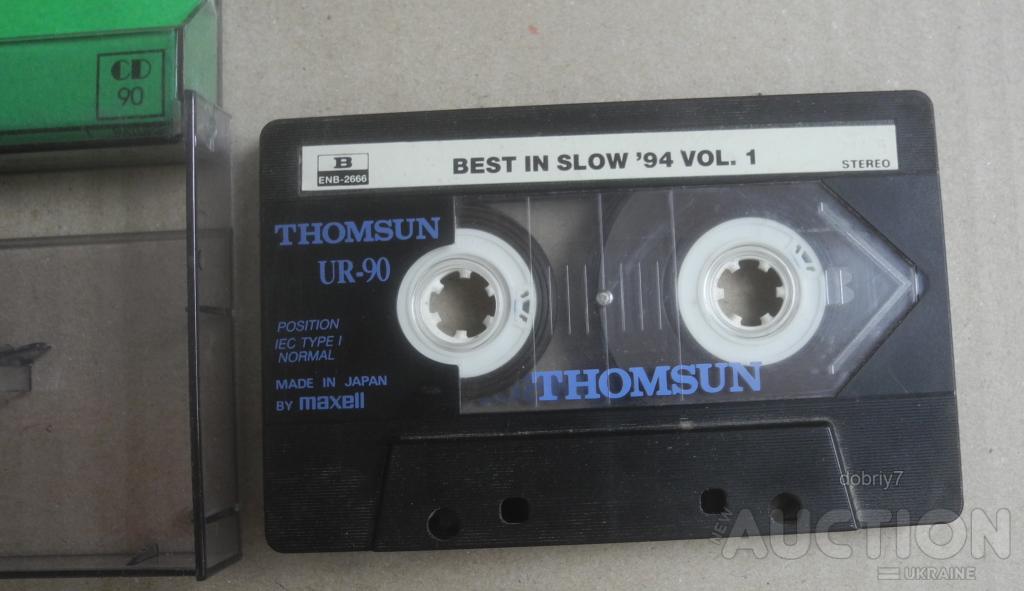 CD
90
B
ENB-2666
BEST IN SLOW ’94 VOL. 1
STEREO
THOMSUN
UR-90
POSITION
IEC TYPE I
NORMAL
MADE IN JAPAN
BY maxell
THOMSUN
dobriy7
NEW AUCTION
UKRAINE